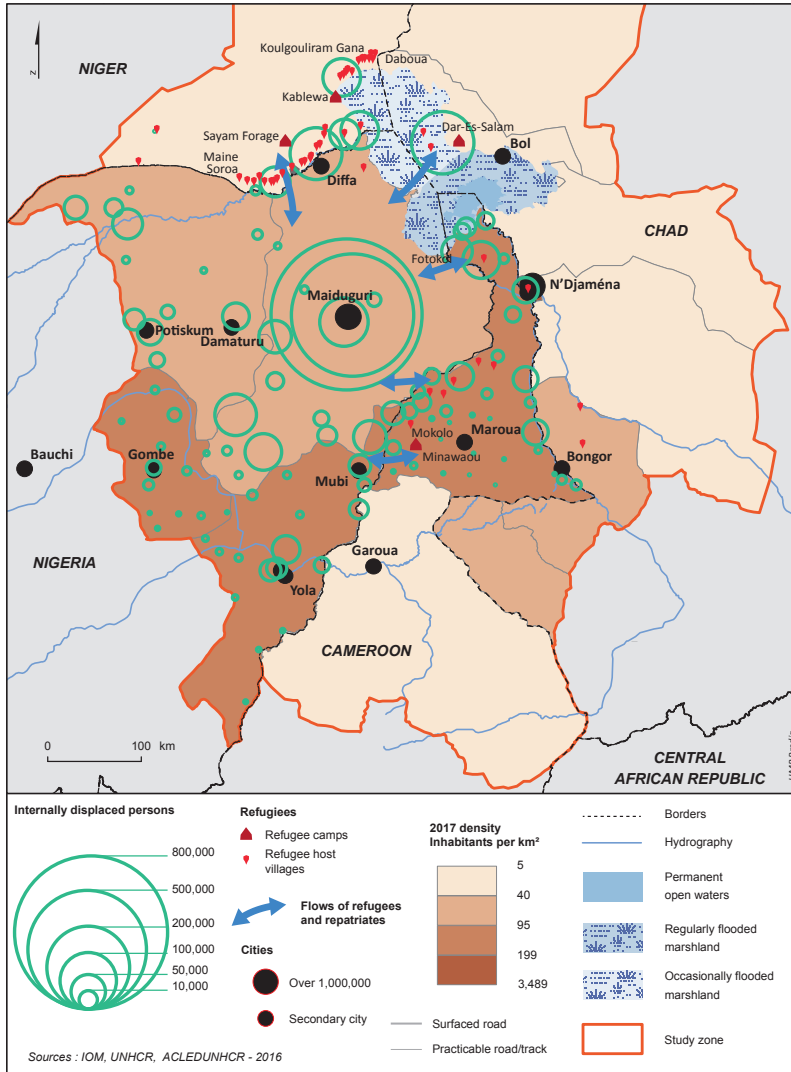 Koulgouliram Gana
Daboua
NIGER
z
Kablewa
Sayam Forage
Dar-Es-Salam
Bol
Maine
Soroa
Diffa
CHAD
Fotokol
N'Djaména
Maiduguri
Potiskum
Damaturu
Mokolo
Maroua
Bauchi
Gombe
Minawaou
Bongor
Mubi
NIGERIA
Garoua
Yola
CAMEROON
0 100 km
CENTRAL
AFRICAN REPUBLIC
Internally displaced persons
800,000
500,000
200,000
100,000
50,000
10,000
Refugiees
Refugee camps
Refugee host
villages
Flows of refugees
and repatriates
Cities
Over 1,000,000
Secondary city
2017 density
Inhabitants per km²
5
40
95
199
3,489
Surfaced road
Practicable road/track
Borders
Hydrography
Permanent
open waters
Regularly flooded
marshland
Occasionally flooded
marshland
Study zone
Sources : IOM, UNHCR, ACLEDUNHCR - 2016